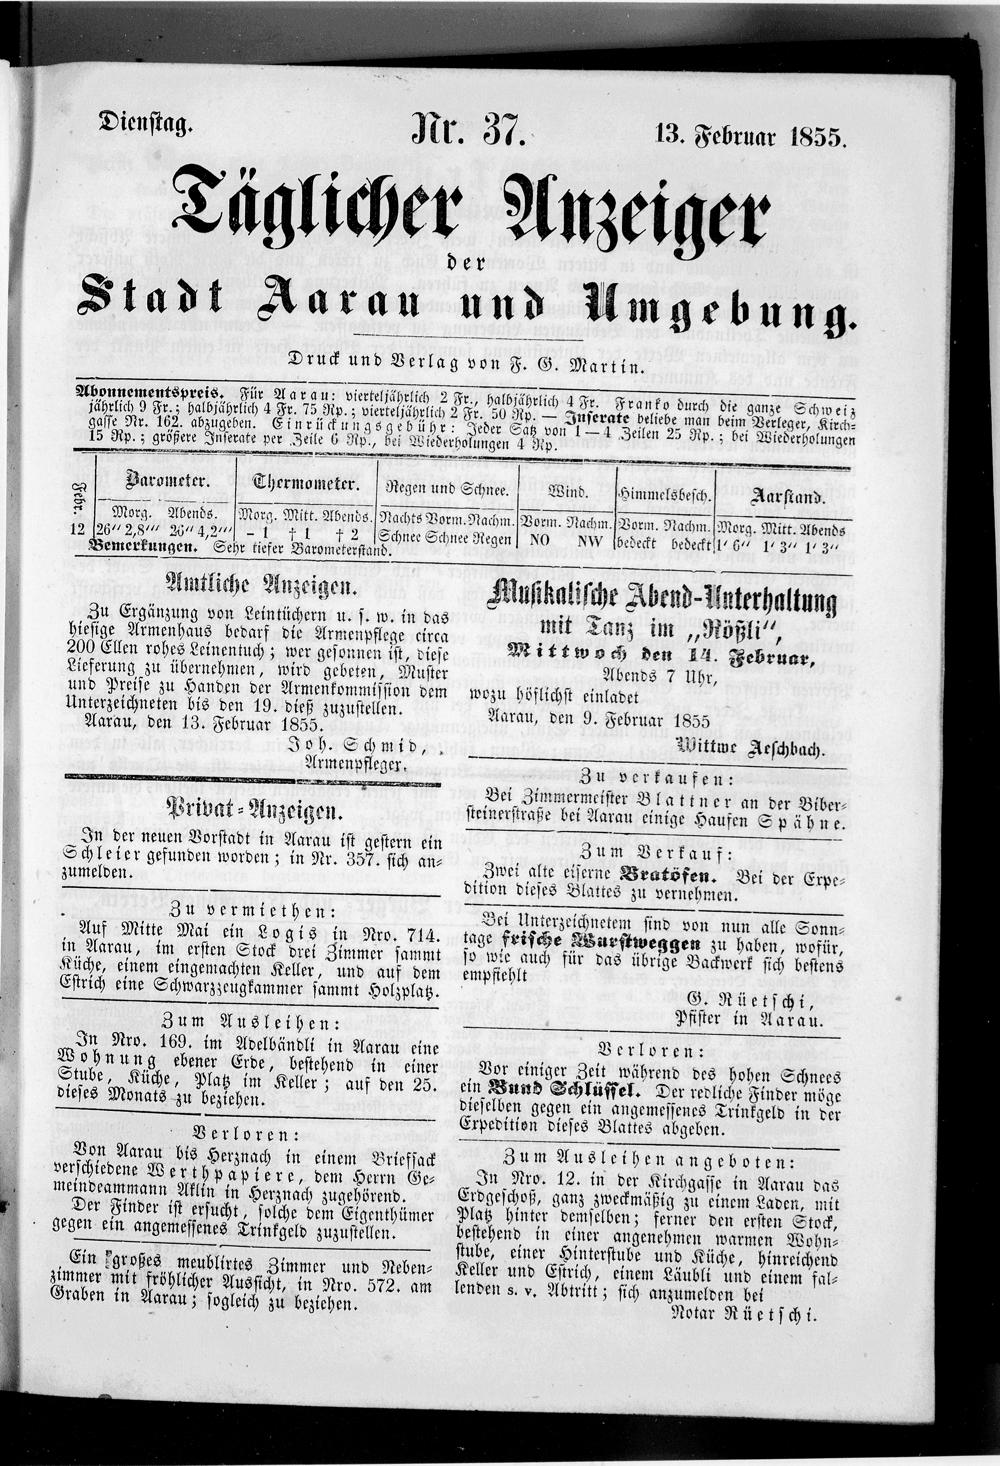 Dienstag. Nr. 37. 13. Februar 1855.
Täglicher Anzeiger
der
Stadt Aarau und Umgebung.
Druck und Verlag von F. G. Martin.
Abonnementspreis. Für Aarau: vierteljährlich 2 Fr., halbjährlich 4 Fr. Franko durch die ganze Schweiz
jährlich 9 Fr.; halbjährlich 4 Fr. 75 Rp.; vierteljährlich 2 Fr. 50 Rp. — Inserate beliebe man beim Verleger, Kirch-
gasse Nr. 162. abzugeben. Einrückungsgebühr: Jeder Satz von 1—4 Zeilen 25 Rp.; bei Wiederholungen
15 Rp.; größere Inserate per Zeile 6 Rp., bei Wiederholungen 4 Rp.
Febr. Barometer. Thermometer. Regen und Schnee. Wind. Himmelsbesch. Aarstand.
Morg. Abends. Morg. Mitt. Abends. Nachts Vorm. Nachm. Vorm. Nachm. Vorm. Nachm. Morg. Mitt. Abends
12 26'' 2,8''' 26'' 4,2''' – 1 † 1 † 2 Schnee Schnee Regen NO NW bedeckt bedeckt 1' 6'' 1' 3'' 1' 3''
Bemerkungen. Sehr tiefer Barometerstand.
Amtliche Anzeigen.
Zu Ergänzung von Leintüchern u. s. w. in das
hiesige Armenhaus bedarf die Armenpflege circa
200 Ellen rohes Leinentuch; wer gesonnen ist, diese
Lieferung zu übernehmen, wird gebeten, Muster
und Preise zu Handen der Armenkommission dem
Unterzeichneten bis den 19. dieß zuzustellen.
Aarau, den 13. Februar 1855.
Joh. Schmid,
Armenpfleger.
Privat-Anzeigen.
In der neuen Vorstadt in Aarau ist gestern ein
Schleier gefunden worden; in Nr. 357. sich an-
zumelden.
Zu vermiethen:
Auf Mitte Mai ein Logis in Nro. 714.
in Aarau, im ersten Stock drei Zimmer sammt
Küche, einem eingemachten Keller, und auf dem
Estrich eine Schwarzzeugkammer sammt Holzplatz.
Zum Ausleihen:
In Nro. 169. im Adelbändli in Aarau eine
Wohnung ebener Erde, bestehend in einer
Stube, Küche, Platz im Keller; auf den 25.
dieses Monats zu beziehen.
Verloren:
Von Aarau bis Herznach in einem Briefsack
verschiedene Werthpapiere, dem Herrn Ge-
meindeammann Aklin in Herznach zugehörend.
Der Finder ist ersucht, solche dem Eigenthümer
gegen ein angemessenes Trinkgeld zuzustellen.
Ein großes meublirtes Zimmer und Neben-
zimmer mit fröhlicher Aussicht, in Nro. 572. am
Graben in Aarau; sogleich zu beziehen.
Musikalische Abend-Unterhaltung
mit Tanz im „Rößli“,
Mittwoch den 14. Februar,
Abends 7 Uhr,
wozu höflichst einladet
Aarau, den 9. Februar 1855
Wittwe Aeschbach.
Zu verkaufen:
Bei Zimmermeister Blattner an der Biber-
steinerstraße bei Aarau einige Haufen Spähne.
Zum Verkauf:
Zwei alte eiserne Bratöfen. Bei der Expe-
dition dieses Blattes zu vernehmen.
Bei Unterzeichnetem sind von nun alle Sonn-
tage frische Wurstweggen zu haben, wofür,
so wie auch für das übrige Backwerk sich bestens
empfiehlt
G. Rüetschi,
Pfister in Aarau.
Verloren:
Vor einiger Zeit während des hohen Schnees
ein Bund Schlüssel. Der redliche Finder möge
dieselben gegen ein angemessenes Trinkgeld in der
Expedition dieses Blattes abgeben.
Zum Ausleihen angeboten:
In Nro. 12. in der Kirchgasse in Aarau das
Erdgeschoß, ganz zweckmäßig zu einem Laden, mit
Platz hinter demselben; ferner den ersten Stock,
bestehend in einer angenehmen warmen Wohn-
stube, einer Hinterstube und Küche, hinreichend
Keller und Estrich, einem Läubli und einem fal-
lenden s. v. Abtritt; sich anzumelden bei
Notar Rüetschi.